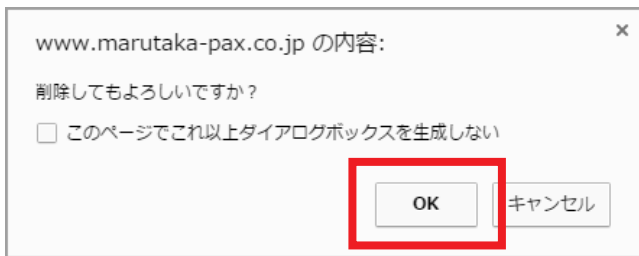 www.marutaka-pax.co.jp の内容:
×
削除してもよろしいですか？
このページでこれ以上ダイアログボックスを生成しない
OK キャンセル